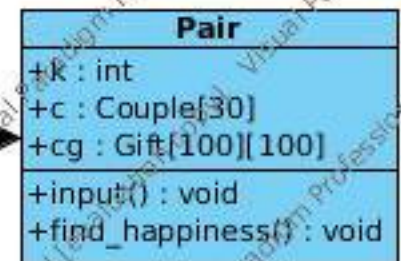 Pair
+k : int
+c : Couple[30]
+cg : Gift[100][100]
+input() : void
+find_happiness() : void